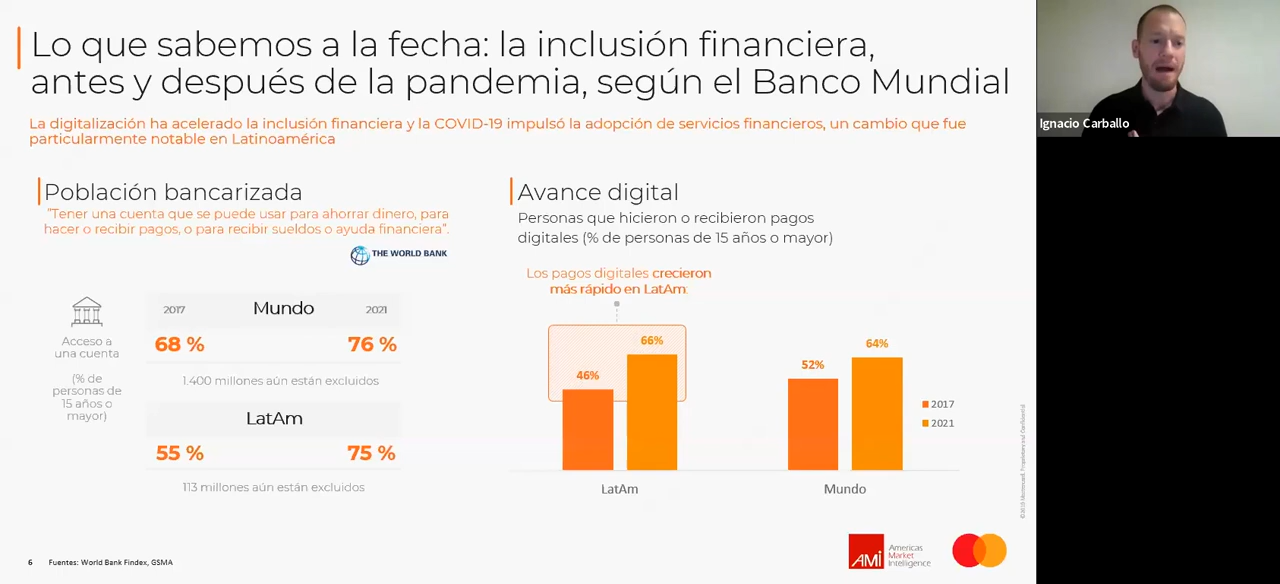 Lo que sabemos a la fecha: la inclusión financiera,
antes y después de la pandemia, según el Banco Mundial
La digitalización ha acelerado la inclusión financiera y la COVID-19 impulsó la adopción de servicios financieros, un cambio que fue
particularmente notable en Latinoamérica
Población bancarizada
"Tener una cuenta que se puede usar para ahorrar dinero, para
hacer o recibir pagos, o para recibir sueldos o ayuda financiera".
THE WORLD BANK
Acceso a
una cuenta
(% de
personas de
15 años o
mayor)
2017 Mundo 2021
68 % 76 %
1.400 millones aún están excluidos
LatAm
55 % 75 %
113 millones aún están excluidos
Avance digital
Personas que hicieron o recibieron pagos
digitales (% de personas de 15 años o mayor)
Los pagos digitales crecieron
más rápido en LatAm:
46%
66%
52%
64%
2017
2021
LatAm
Mundo
6 Fuentes: World Bank Findex, GSMA
AMI
Americas
Market
Intelligence
Ignacio Carballo